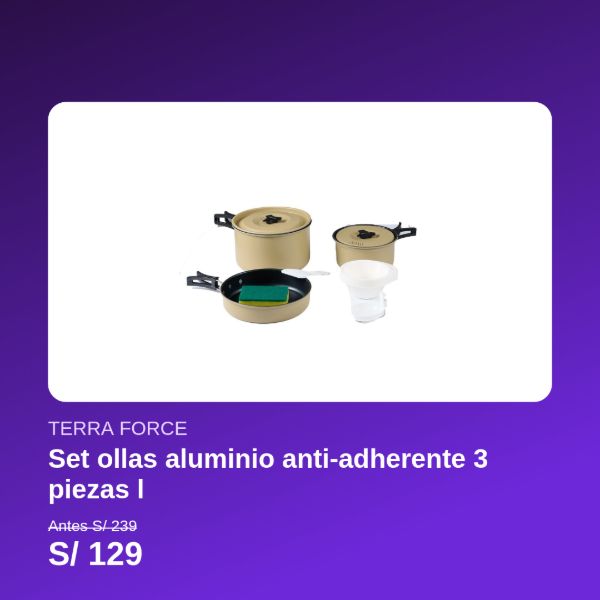 TERRA FORCE
Set ollas aluminio anti-adherente 3
piezas l
Antes S/ 239
S/ 129